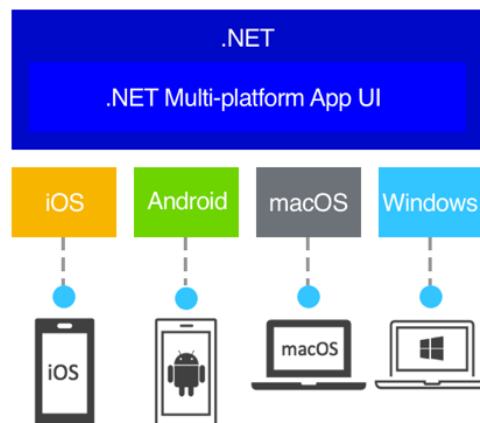 .NET
.NET Multi-platform App UI
iOS
Android
macOS
Windows
iOS
macOS